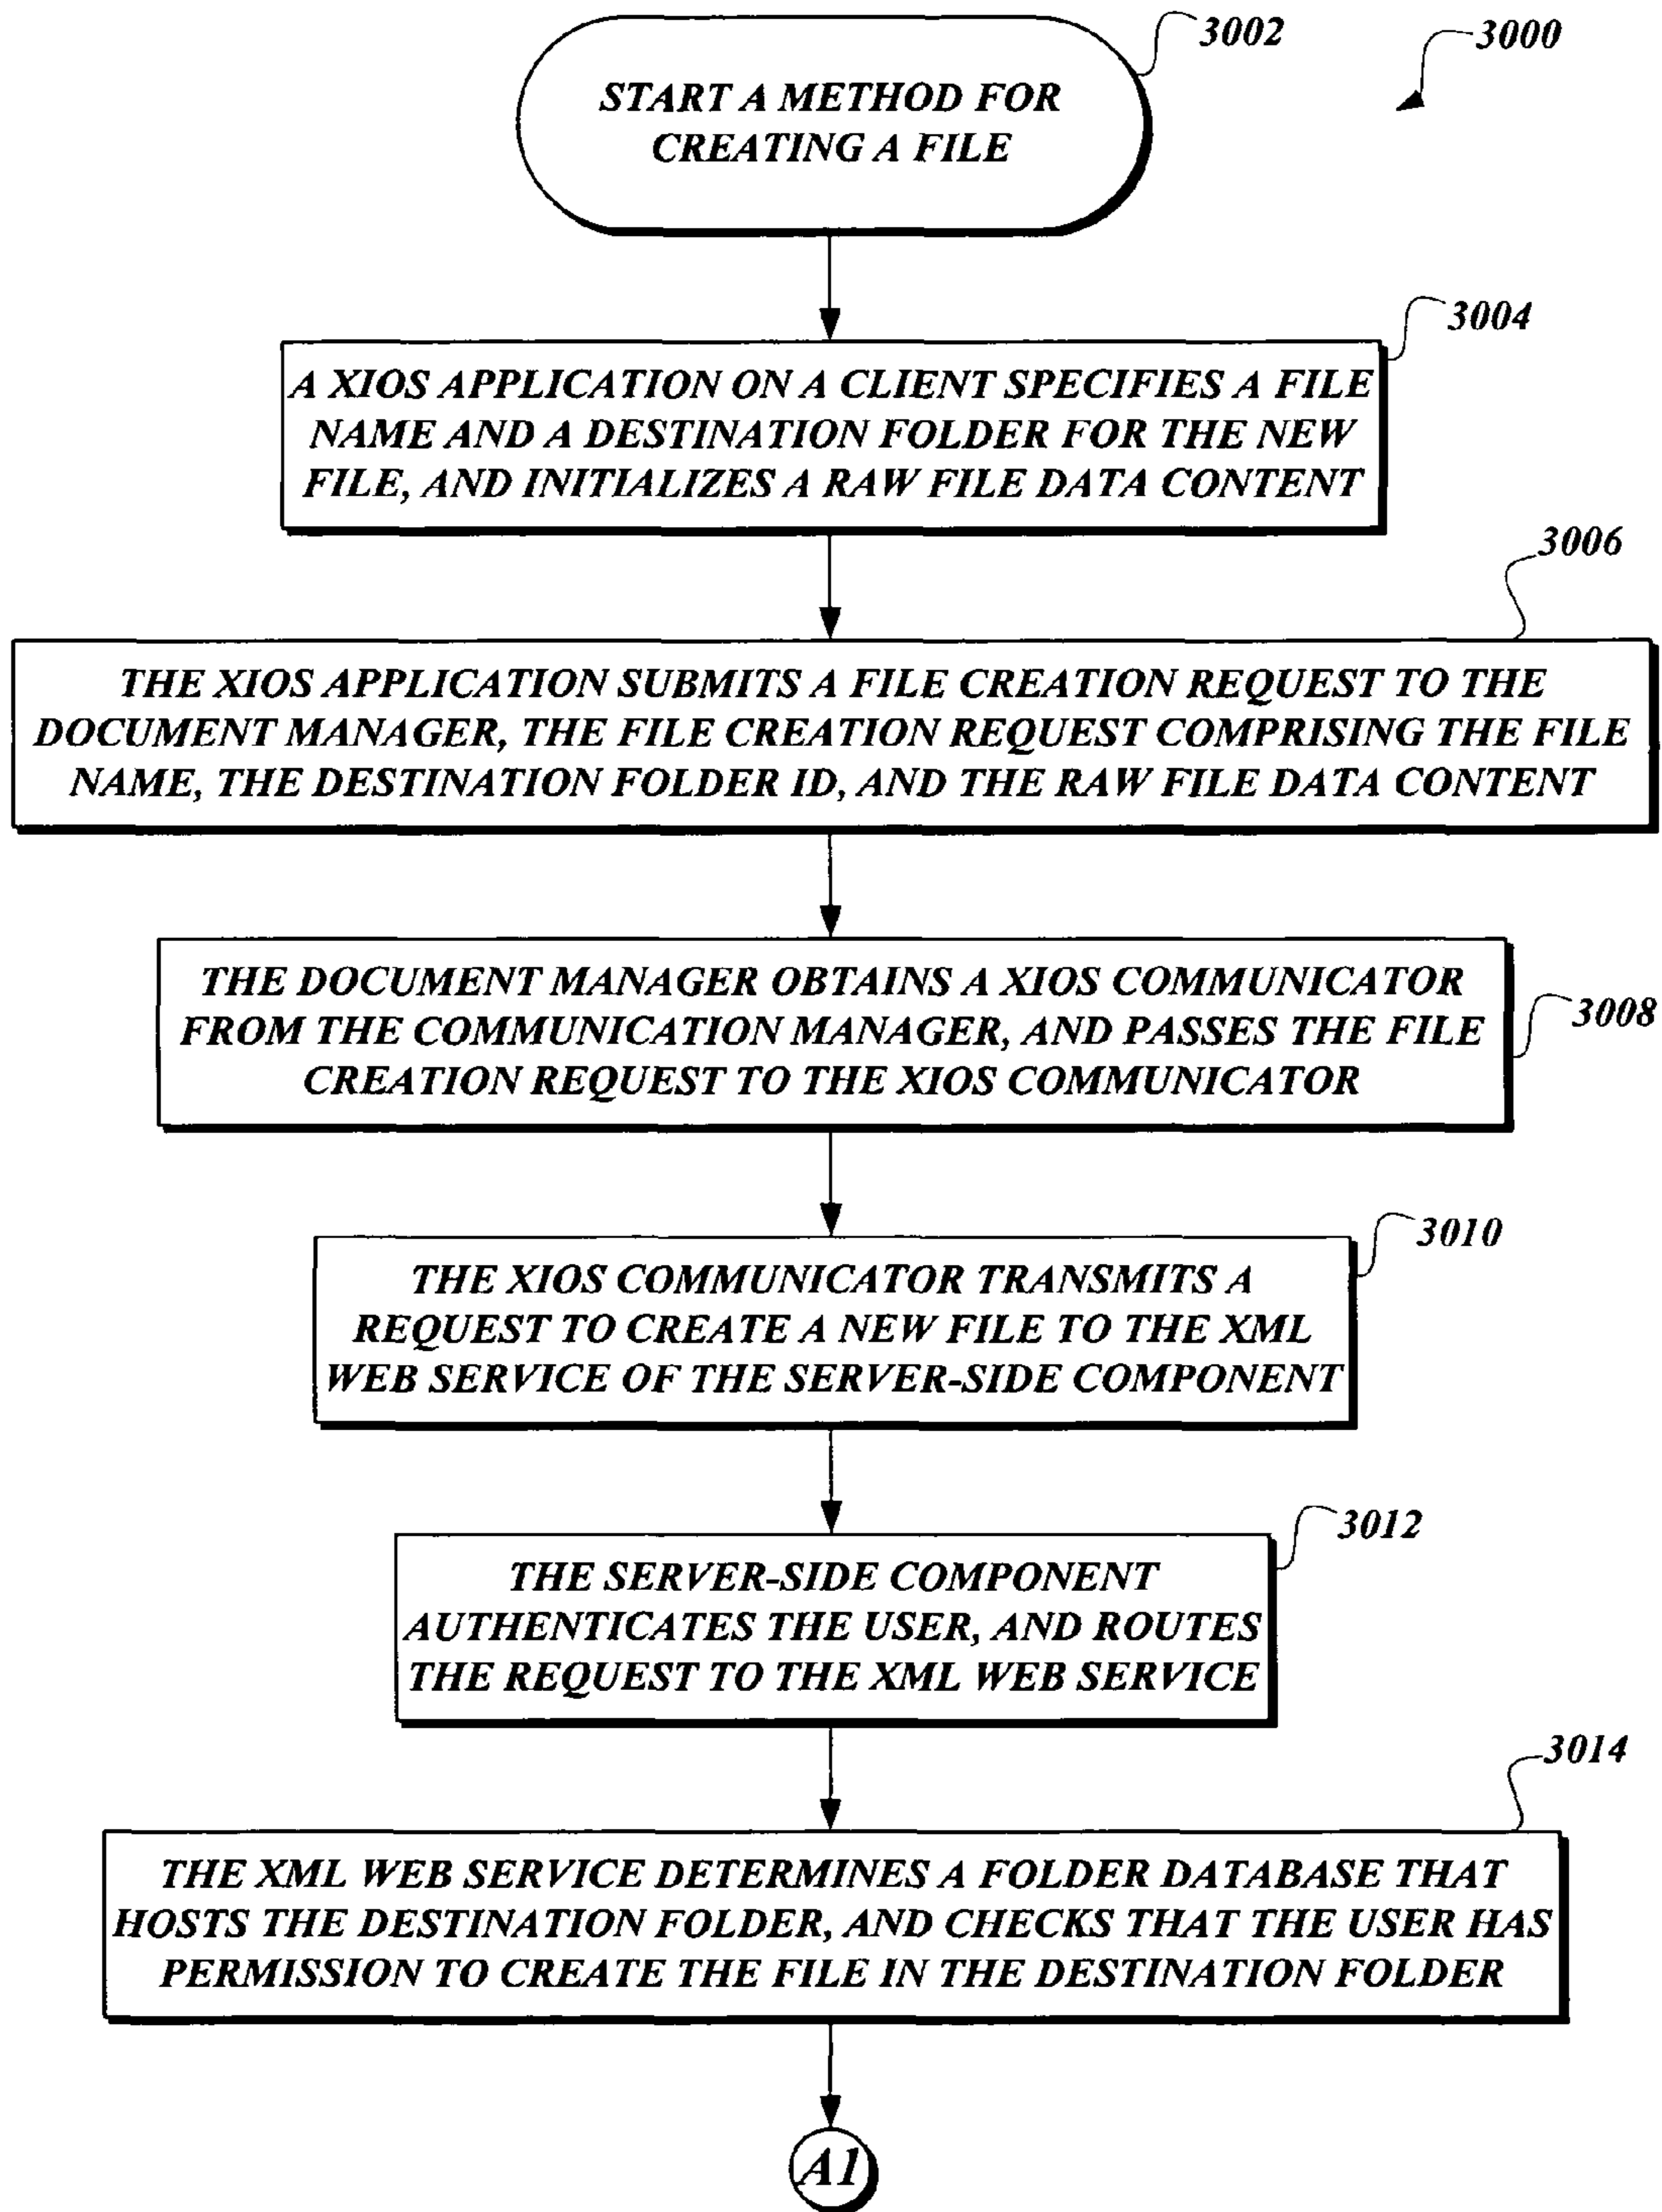 3002
3000
START A METHOD FOR
CREATING A FILE
3004
A XIOS APPLICATION ON A CLIENT SPECIFIES A FILE
NAME AND A DESTINATION FOLDER FOR THE NEW
FILE, AND INITIALIZES A RAW FILE DATA CONTENT
3006
THE XIOS APPLICATION SUBMITS A FILE CREATION REQUEST TO THE
DOCUMENT MANAGER, THE FILE CREATION REQUEST COMPRISING THE FILE
NAME, THE DESTINATION FOLDER ID, AND THE RAW FILE DATA CONTENT
THE DOCUMENT MANAGER OBTAINS A XIOS COMMUNICATOR
FROM THE COMMUNICATION MANAGER, AND PASSES THE FILE
CREATION REQUEST TO THE XIOS COMMUNICATOR
3008
3010
THE XIOS COMMUNICATOR TRANSMITS A
REQUEST TO CREATE A NEW FILE TO THE XML
WEB SERVICE OF THE SERVER-SIDE COMPONENT
3012
THE SERVER-SIDE COMPONENT
AUTHENTICATES THE USER, AND ROUTES
THE REQUEST TO THE XML WEB SERVICE
3014
THE XML WEB SERVICE DETERMINES A FOLDER DATABASE THAT
HOSTS THE DESTINATION FOLDER, AND CHECKS THAT THE USER HAS
PERMISSION TO CREATE THE FILE IN THE DESTINATION FOLDER
A1